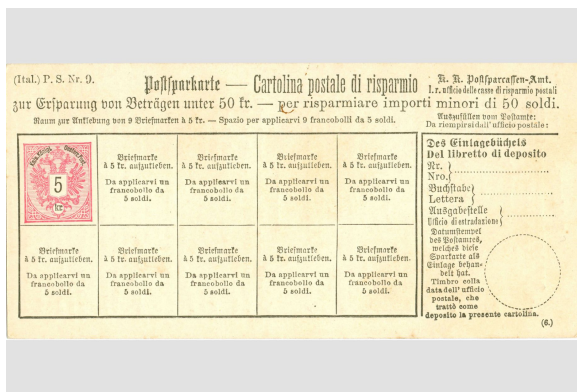 (Ital.) P. S. Nr. 9.
Postsparkarte — Cartolina postale di risparmio
K. K. Postsparcassen-Amt.
I. r. ufficio delle casse di risparmio postali
zur Ersparung von Beträgen unter 50 kr. — per risparmiare importi minori di 50 soldi.
Raum zur Aufklebung von 9 Briefmarken à 5 kr. – Spazio per applicarvi 9 francobolli da 5 soldi.
Auszufüllen vom Postamte:
Da riempirsi dall'ufficio postale:
5
kr.
Briefmarke
à 5 kr. aufzukleben.
Da applicarvi un
francobollo da
5 soldi.
Briefmarke
à 5 kr. aufzukleben.
Da applicarvi un
francobollo da
5 soldi.
Briefmarke
à 5 kr. aufzukleben.
Da applicarvi un
francobollo da
5 soldi.
Briefmarke
à 5 kr. aufzukleben.
Da applicarvi un
francobollo da
5 soldi.
Briefmarke
à 5 kr. aufzukleben.
Da applicarvi un
francobollo da
5 soldi.
Briefmarke
à 5 kr. aufzukleben.
Da applicarvi un
francobollo da
5 soldi.
Briefmarke
à 5 kr. aufzukleben.
Da applicarvi un
francobollo da
5 soldi.
Briefmarke
à 5 kr. aufzukleben.
Da applicarvi un
francobollo da
5 soldi.
Briefmarke
à 5 kr. aufzukleben.
Da applicarvi un
francobollo da
5 soldi.
Des Einlagebüchels
Del libretto di deposito
Nr.
Nro.
Buchstabe
Lettera
Ausgabestelle
Ufficio di estradazione
Datumstempel
des Postamtes,
welches diese
Sparkarte als
Einlage behan-
delt hat.
Timbro colla
data dell' ufficio
postale, che
trattò come
deposito la presente cartolina.
(6.)